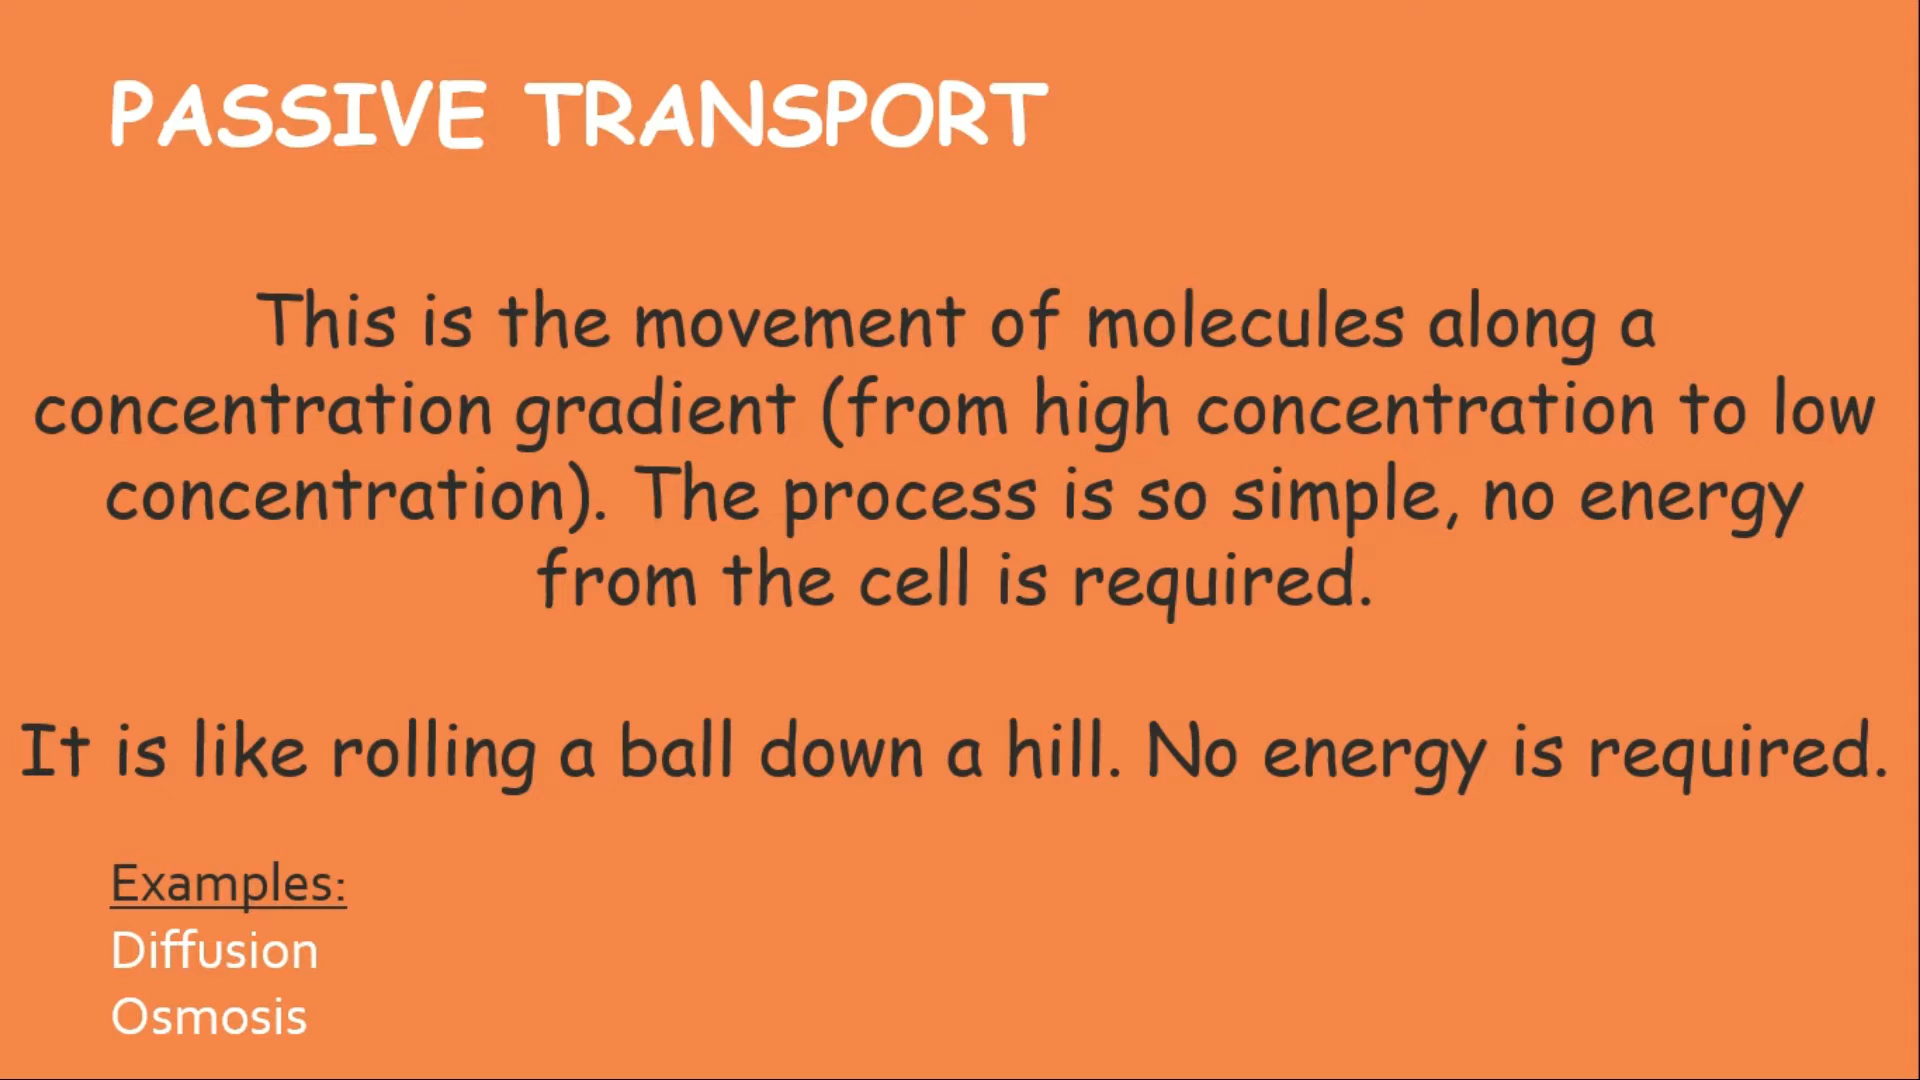 PASSIVE TRANSPORT
This is the movement of molecules along a
concentration gradient (from high concentration to low
concentration). The process is so simple, no energy
from the cell is required.
It is like rolling a ball down a hill. No energy is required.
Examples:
Diffusion
Osmosis